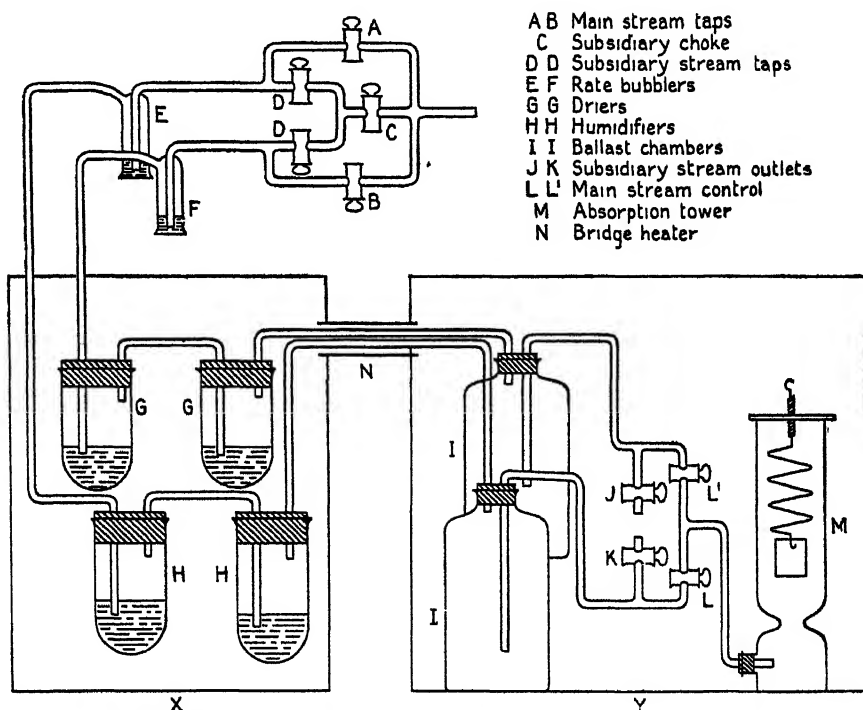 A B Main stream taps
C Subsidiary choke
D D Subsidiary stream taps
E F Rate bubblers
G G Driers
H H Humidifiers
I I Ballast chambers
J K Subsidiary stream outlets
L L' Main stream control
M Absorption tower
N Bridge heater
A
E
D
C
D
B
F
N
G
G
I
J
L'
M
H
H
K
I
L
X
Y